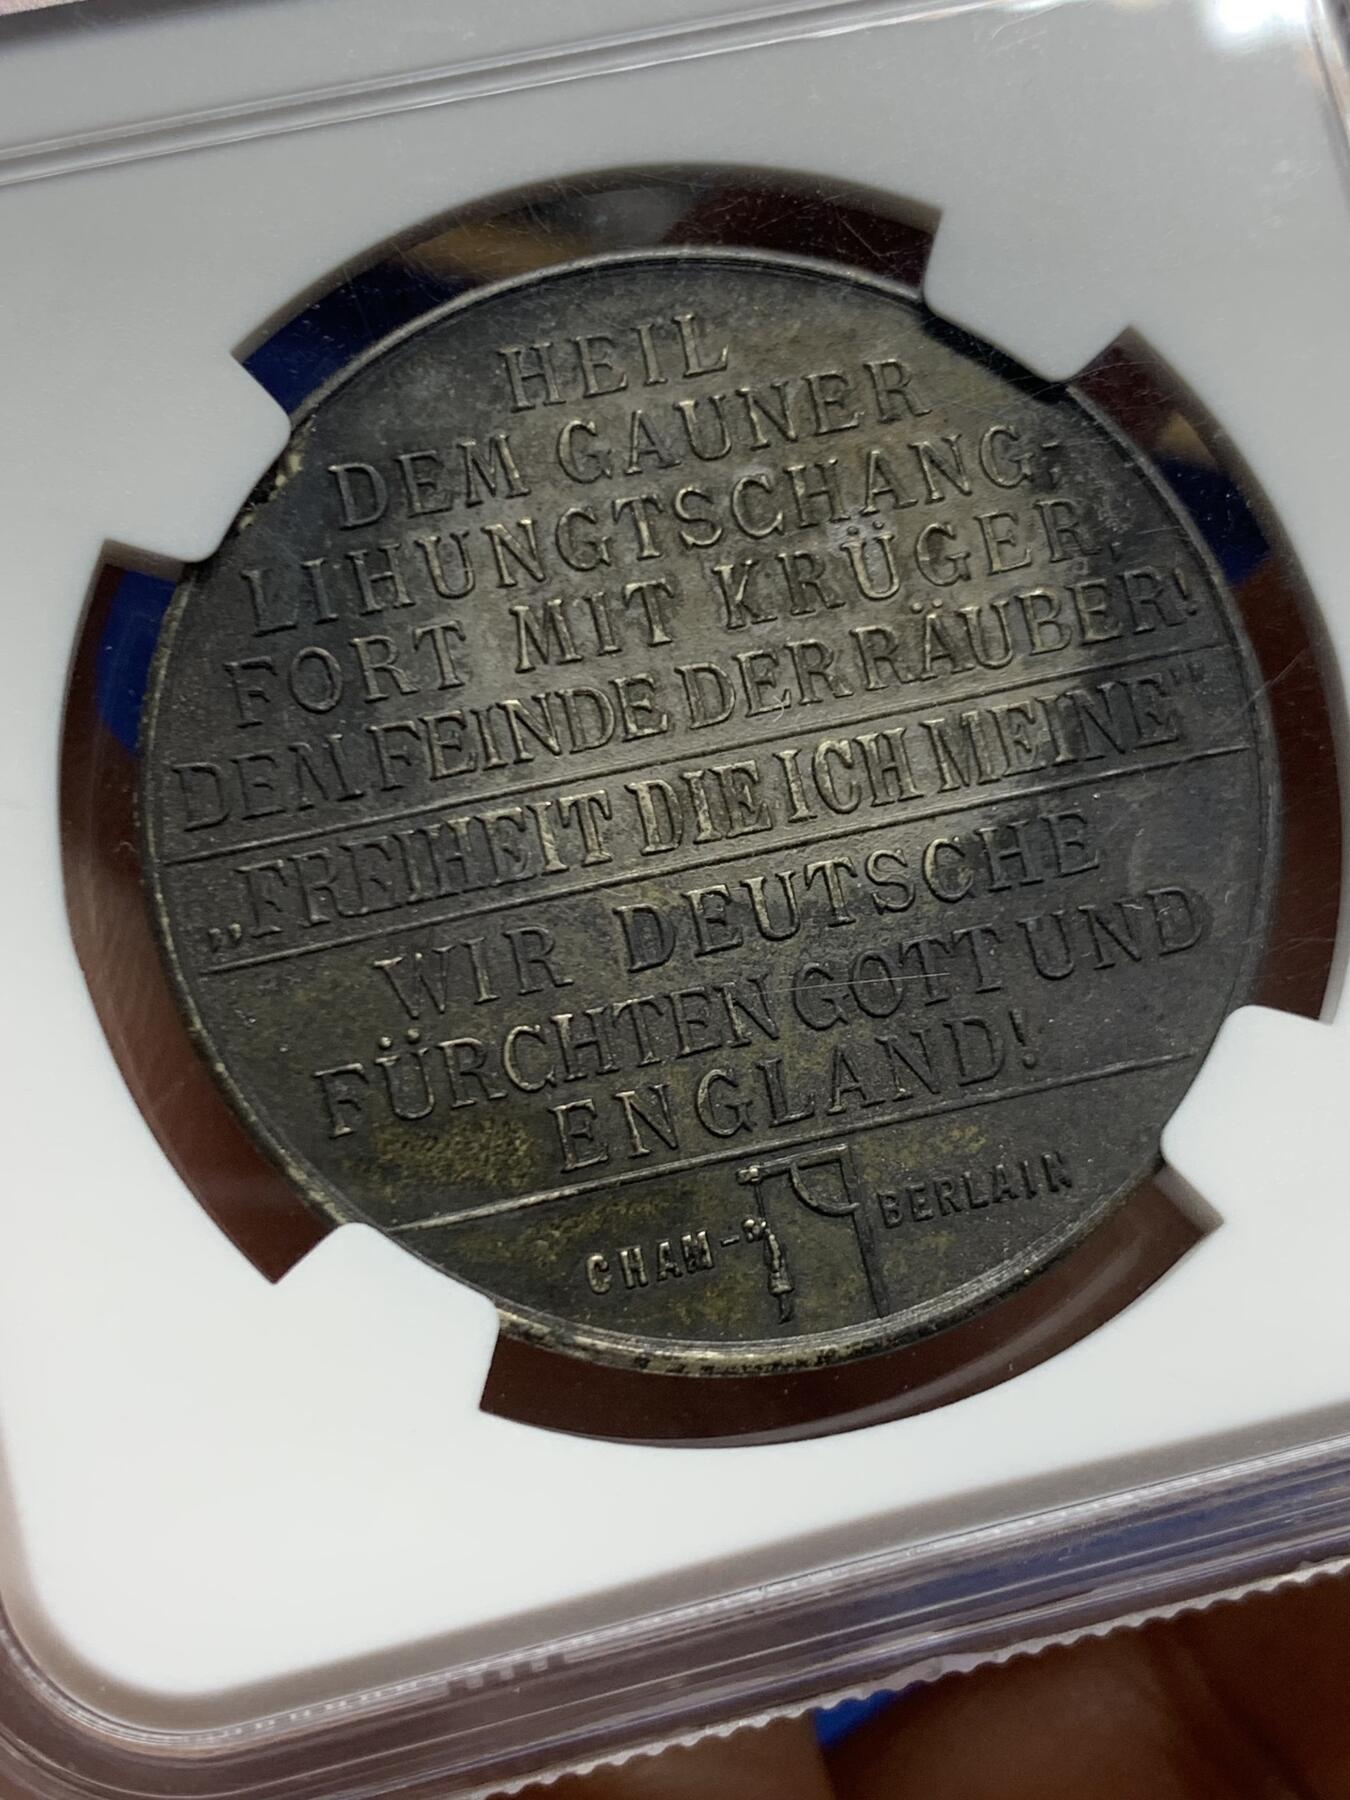 HEIL
DEM GAUNER
LIHUNGTSCHANG;
FORT MIT KRÜGER,
DEM FEINDE DER RÄUBER!
„FREIHEIT DIE ICH MEINE"
WIR DEUTSCHE
FÜRCHTEN GOTT UND
ENGLAND!
CHAM- BERLAIN